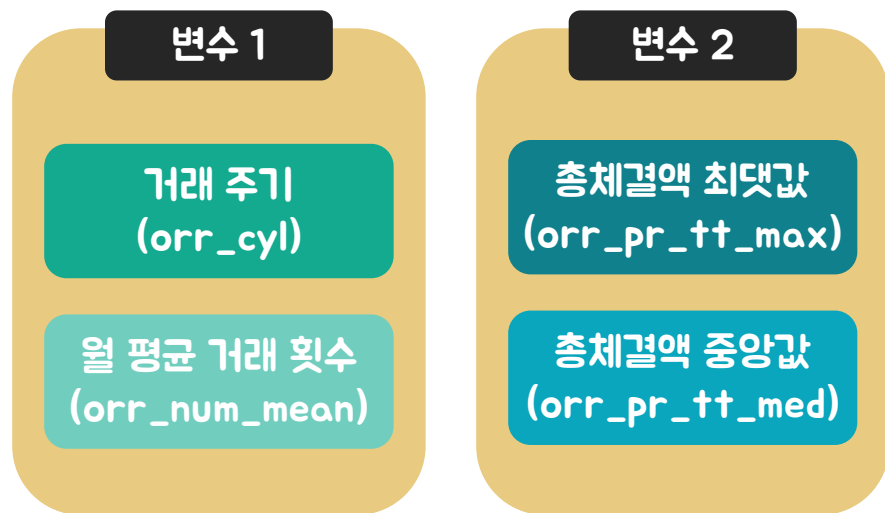 변수 1
거래 주기
(orr_cyl)
월 평균 거래 횟수
(orr_num_mean)
변수 2
총체결액 최댓값
(orr_pr_tt_max)
총체결액 중앙값
(orr_pr_tt_med)